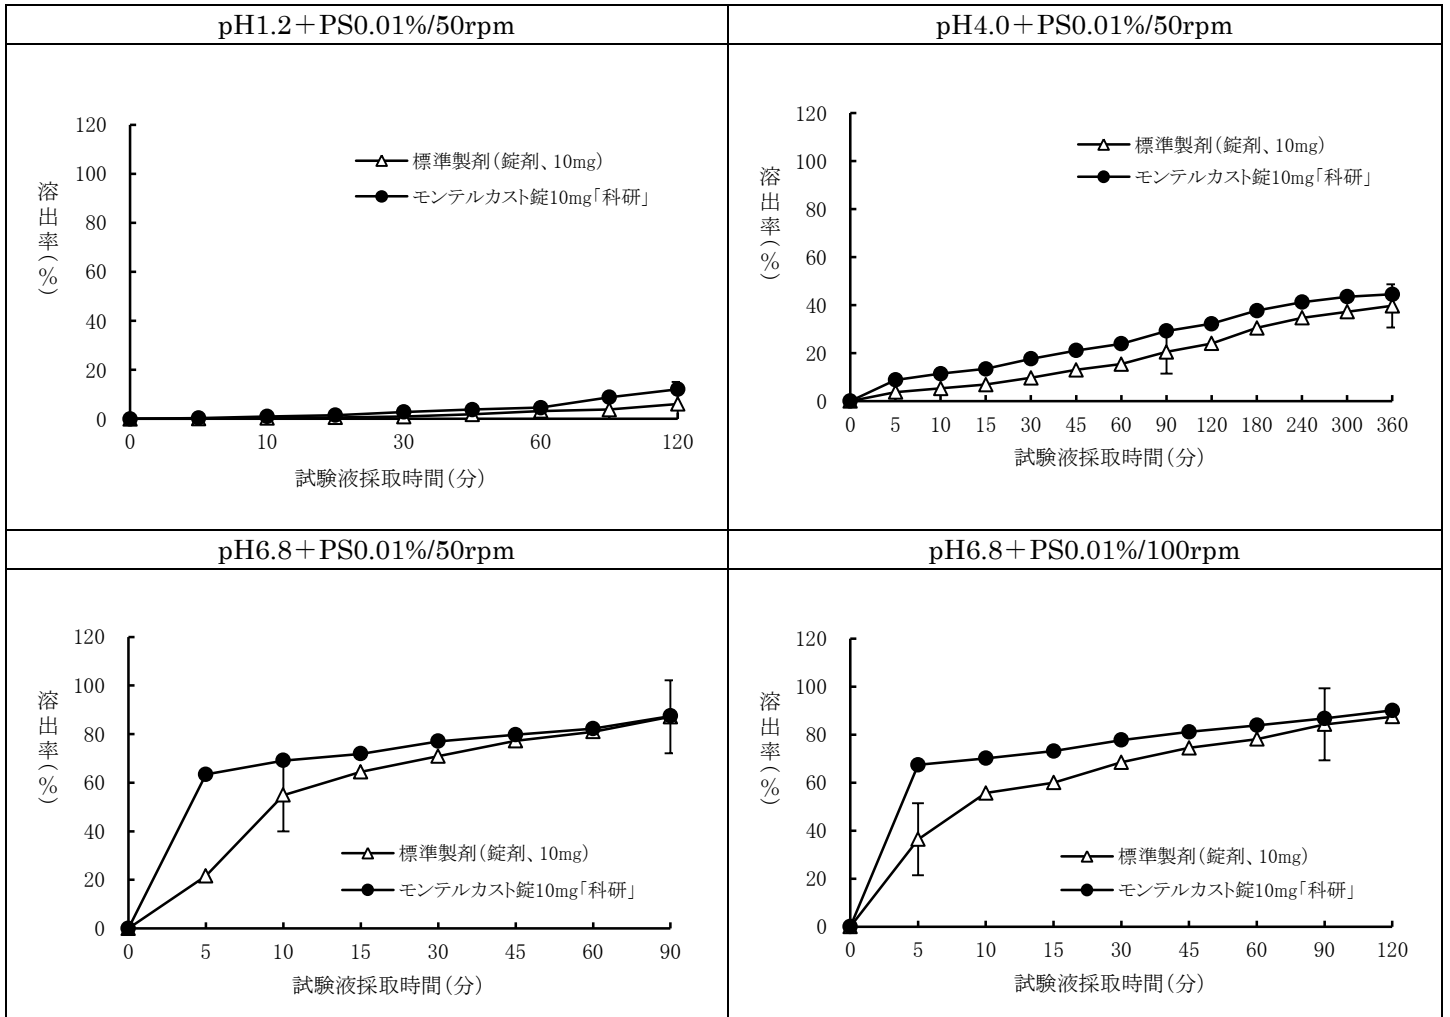 pH1.2＋PS0.01%/50rpm
120
100
80
60
40
20
0
溶出率(%)
標準製剤(錠剤、10mg)
モンテルカスト錠10mg「科研」
0 10 30 60 120
試験液採取時間(分)
pH4.0＋PS0.01%/50rpm
120
100
80
60
40
20
0
溶出率(%)
標準製剤(錠剤、10mg)
モンテルカスト錠10mg「科研」
0 5 10 15 30 45 60 90 120 180 240 300 360
試験液採取時間(分)
pH6.8＋PS0.01%/50rpm
120
100
80
60
40
20
0
溶出率(%)
標準製剤(錠剤、10mg)
モンテルカスト錠10mg「科研」
0 5 10 15 30 45 60 90
試験液採取時間(分)
pH6.8＋PS0.01%/100rpm
120
100
80
60
40
20
0
溶出率(%)
標準製剤(錠剤、10mg)
モンテルカスト錠10mg「科研」
0 5 10 15 30 45 60 90 120
試験液採取時間(分)